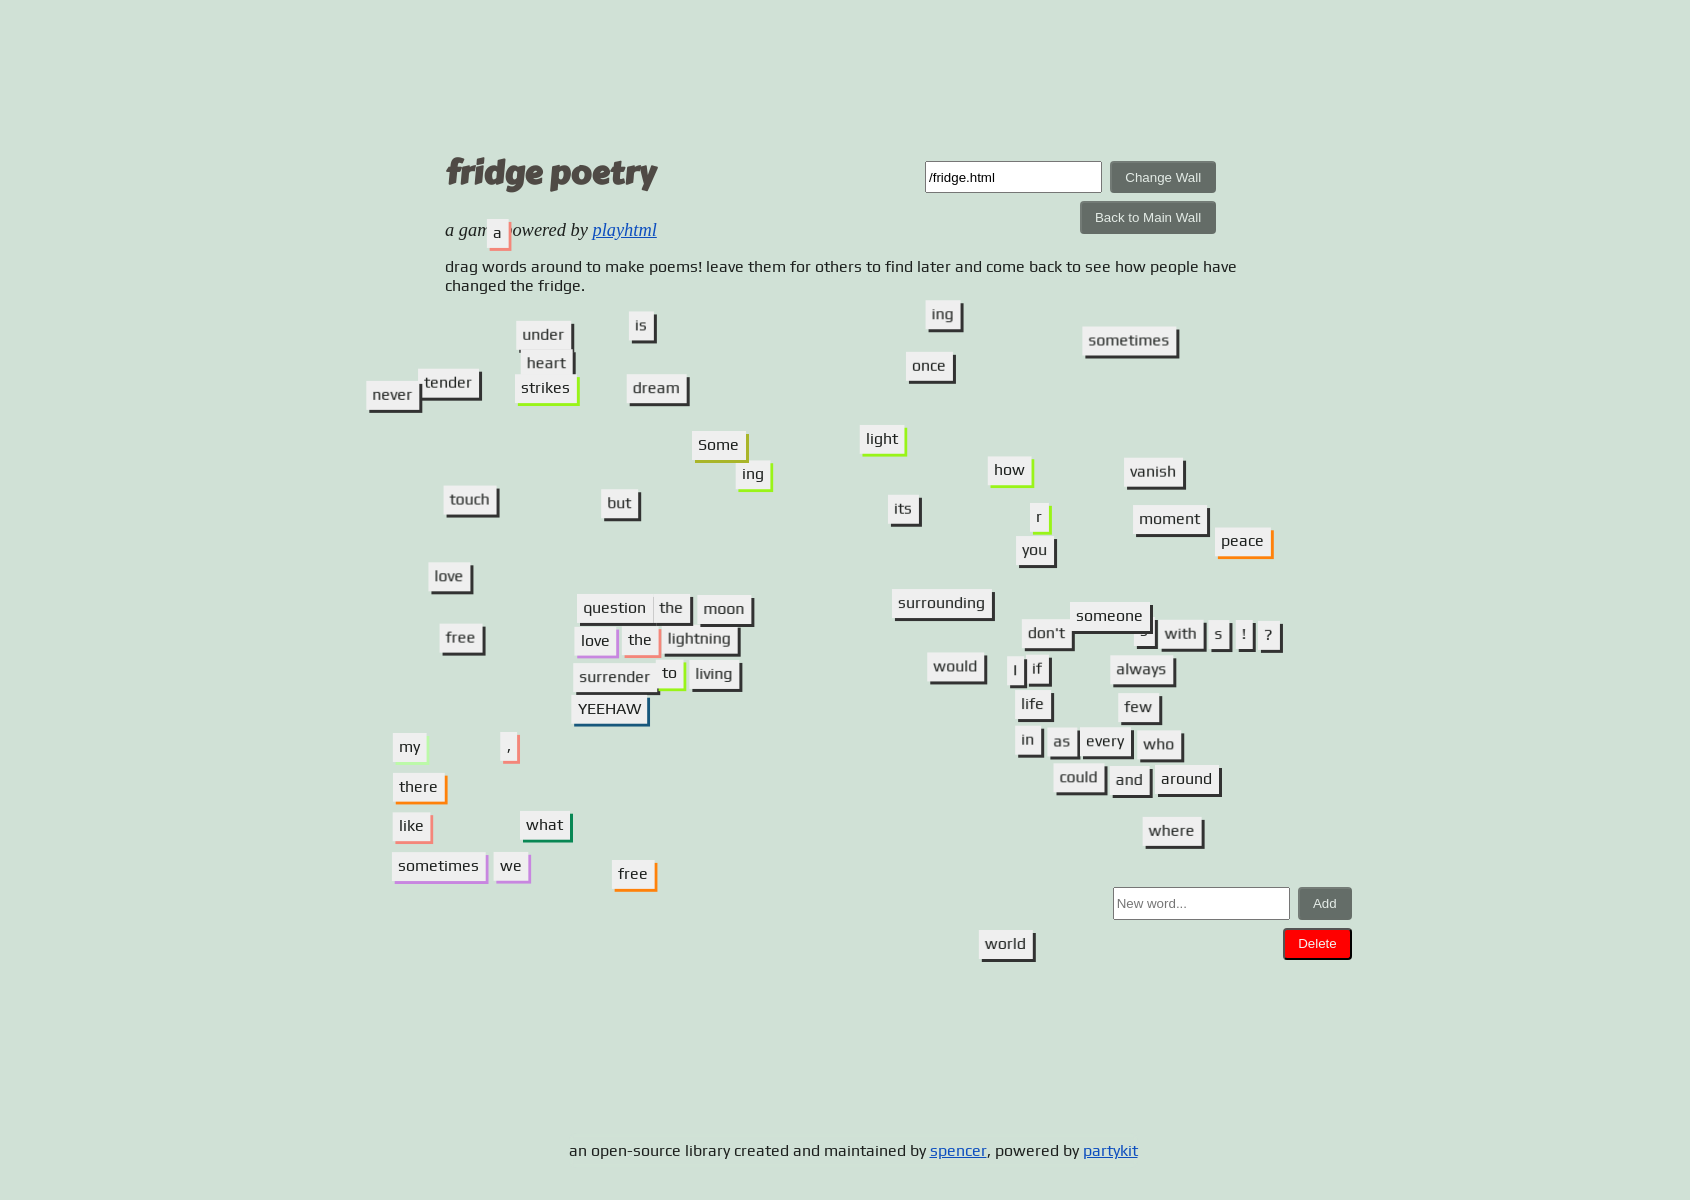 fridge poetry
/fridge.html
Change Wall
Back to Main Wall
a gam
a
owered by playhtml
drag words around to make poems! leave them for others to find later and come back to see how people have
changed the fridge.
ing
is
under
sometimes
heart
once
tender
strikes
dream
never
light
Some
how
vanish
ing
touch
but
its
r
moment
peace
you
love
surrounding
question the moon
someone
don't
with s ! ?
free
love the lightning
would
I if
always
surrender to living
life
few
YEEHAW
in as every who
my ,
could and around
there
like
what
where
sometimes we
free
New word...
Add
world
Delete
an open-source library created and maintained by spencer, powered by partykit